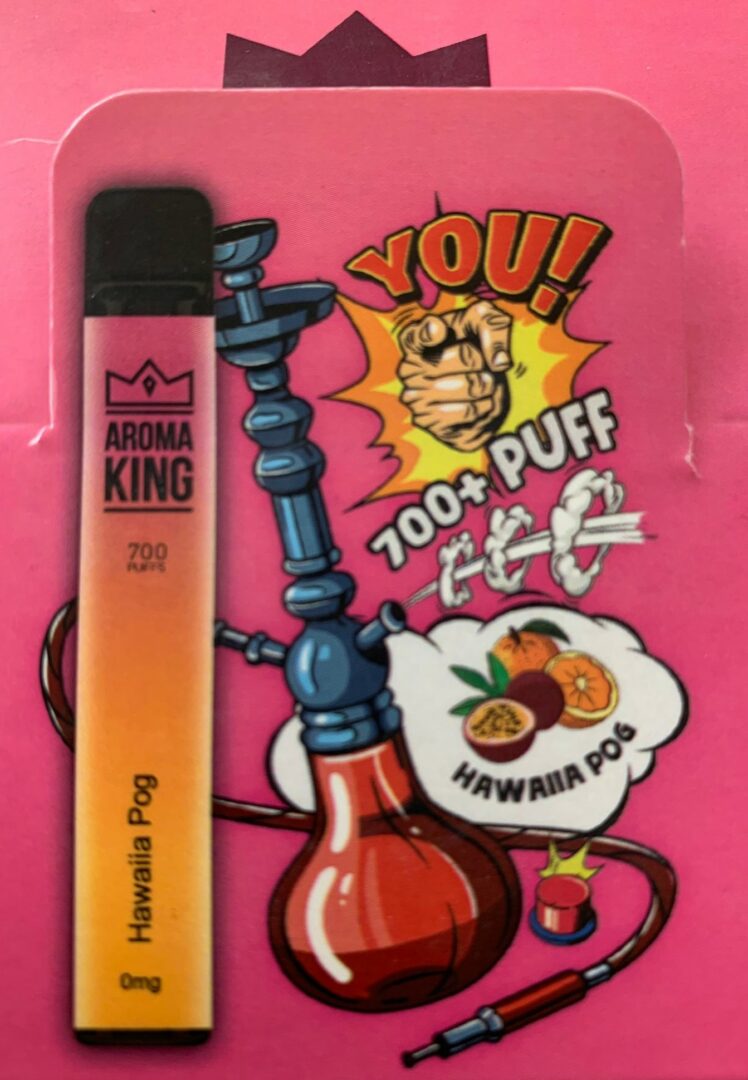 AROMA
KING
700
PUFFS
Hawaiia Pog
0mg
YOU!
700+ PUFF
HAWAIIA POG